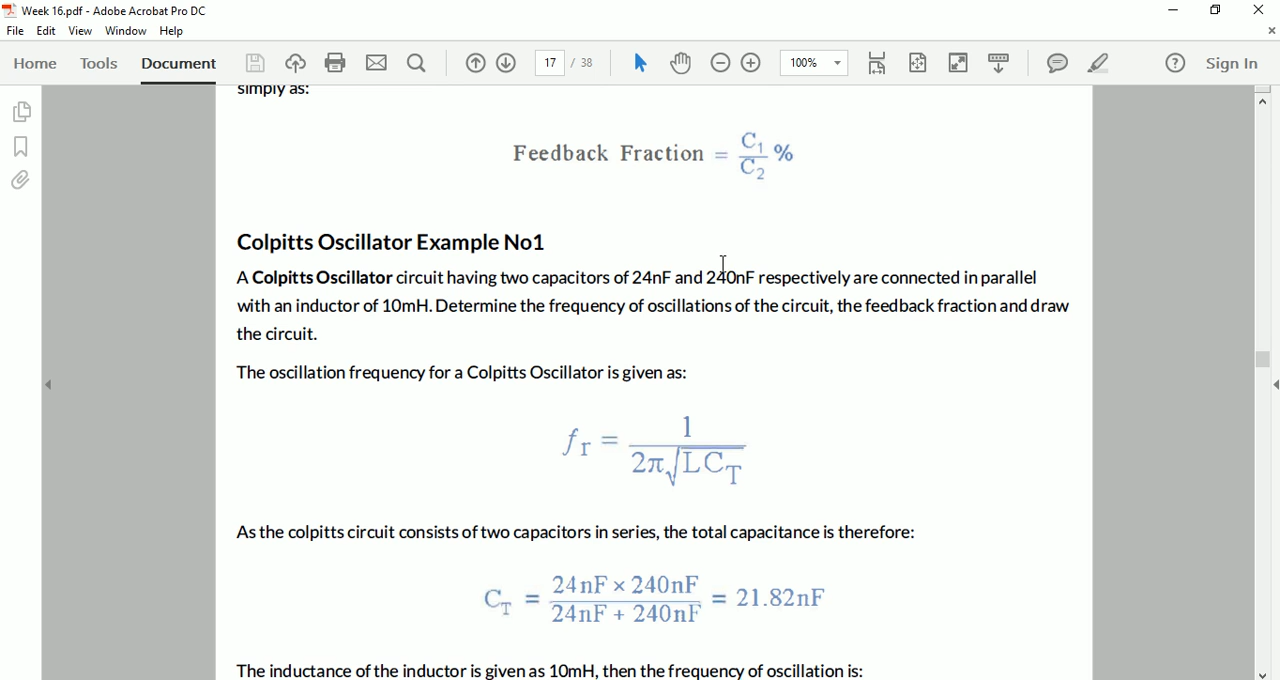 Week 16.pdf - Adobe Acrobat Pro DC
File Edit View Window Help
Home Tools Document 17 / 38 100% Sign In
simply as:
Feedback Fraction = C₁/C₂ %
Colpitts Oscillator Example No1
A Colpitts Oscillator circuit having two capacitors of 24nF and 240nF respectively are connected in parallel
with an inductor of 10mH. Determine the frequency of oscillations of the circuit, the feedback fraction and draw
the circuit.
The oscillation frequency for a Colpitts Oscillator is given as:
fr = 1/2π√LC_T
As the colpitts circuit consists of two capacitors in series, the total capacitance is therefore:
C_T = 24nF × 240nF/24nF + 240nF = 21.82nF
The inductance of the inductor is given as 10mH, then the frequency of oscillation is: